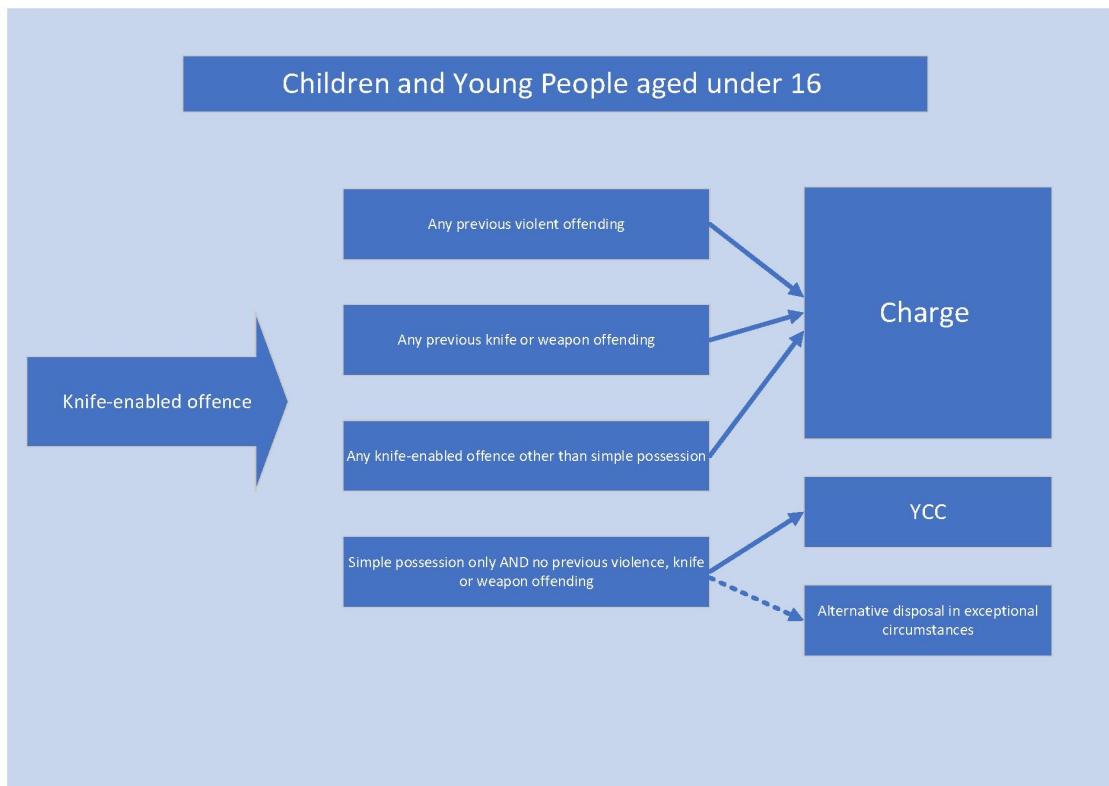 Children and Young People aged under 16
Knife-enabled offence
Any previous violent offending
Any previous knife or weapon offending
Any knife-enabled offence other than simple possession
Simple possession only AND no previous violence, knife
or weapon offending
Charge
YCC
Alternative disposal in exceptional
circumstances